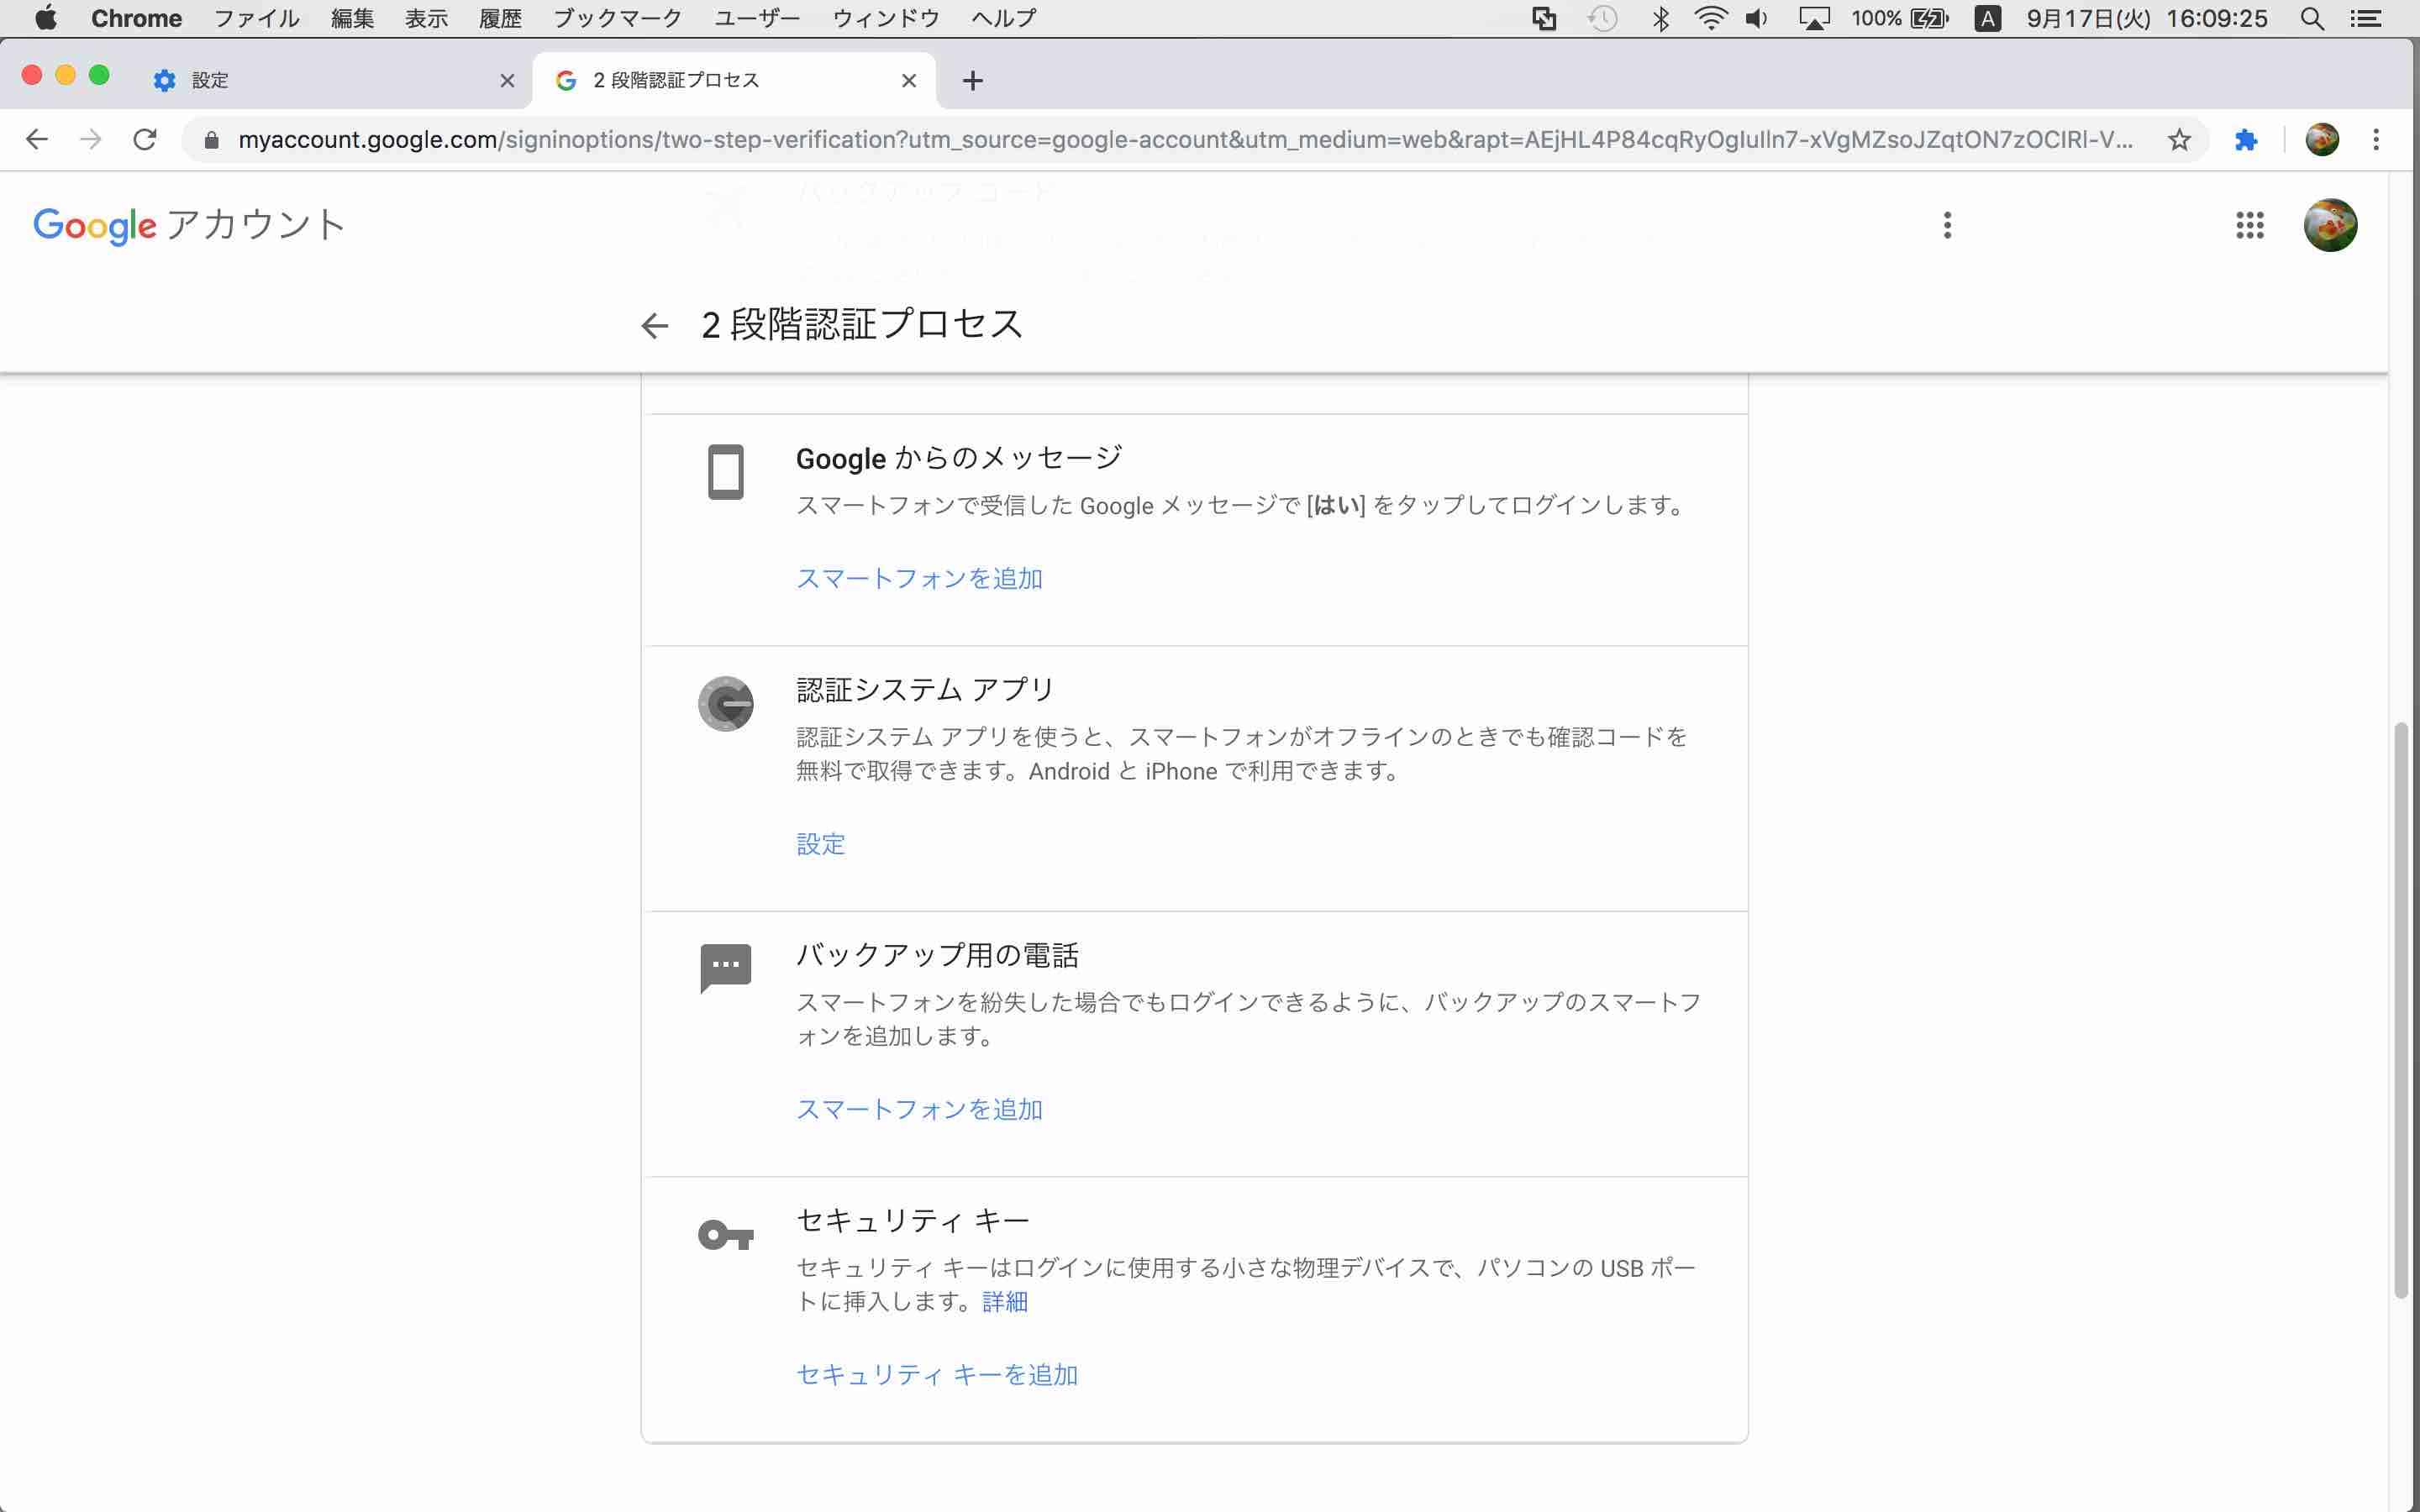 Chrome ファイル 編集 表示 履歴 ブックマーク ユーザー ウィンドウ ヘルプ 100% A 9月17日(火) 16:09:25
設定 2 段階認証プロセス
myaccount.google.com/signinoptions/two-step-verification?utm_source=google-account&utm_medium=web&rapt=AEjHL4P84cqRyOgIuIln7-xVgMZsoJZqtON7zOCIRl-V...
バックアップ コード
Google アカウント
2 段階認証プロセス
Google からのメッセージ
スマートフォンで受信した Google メッセージで [はい] をタップしてログインします。
スマートフォンを追加
認証システム アプリ
認証システム アプリを使うと、スマートフォンがオフラインのときでも確認コードを
無料で取得できます。Android と iPhone で利用できます。
設定
バックアップ用の電話
スマートフォンを紛失した場合でもログインできるように、バックアップのスマートフ
ォンを追加します。
スマートフォンを追加
セキュリティ キー
セキュリティ キーはログインに使用する小さな物理デバイスで、パソコンの USB ポー
トに挿入します。詳細
セキュリティ キーを追加